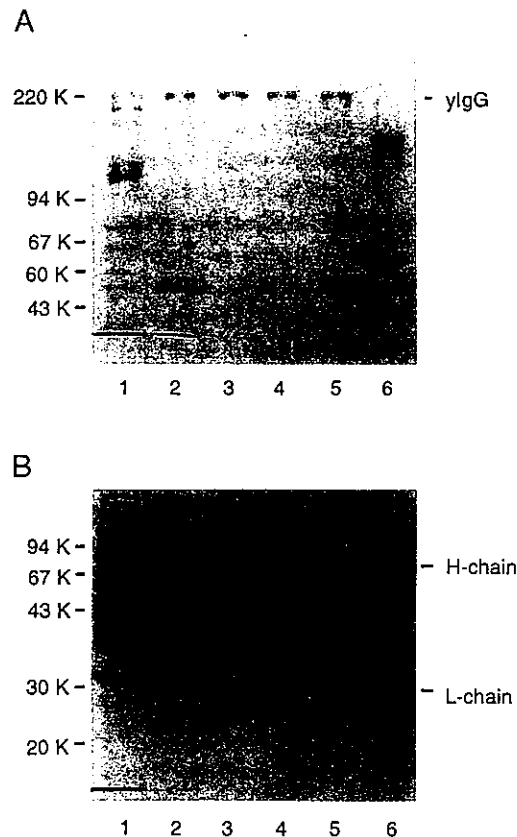 A
220 K
yIgG
94 K
67 K
60 K
43 K
1 2 3 4 5 6
B
94 K
H-chain
67 K
43 K
30 K
L-chain
20 K
1 2 3 4 5 6